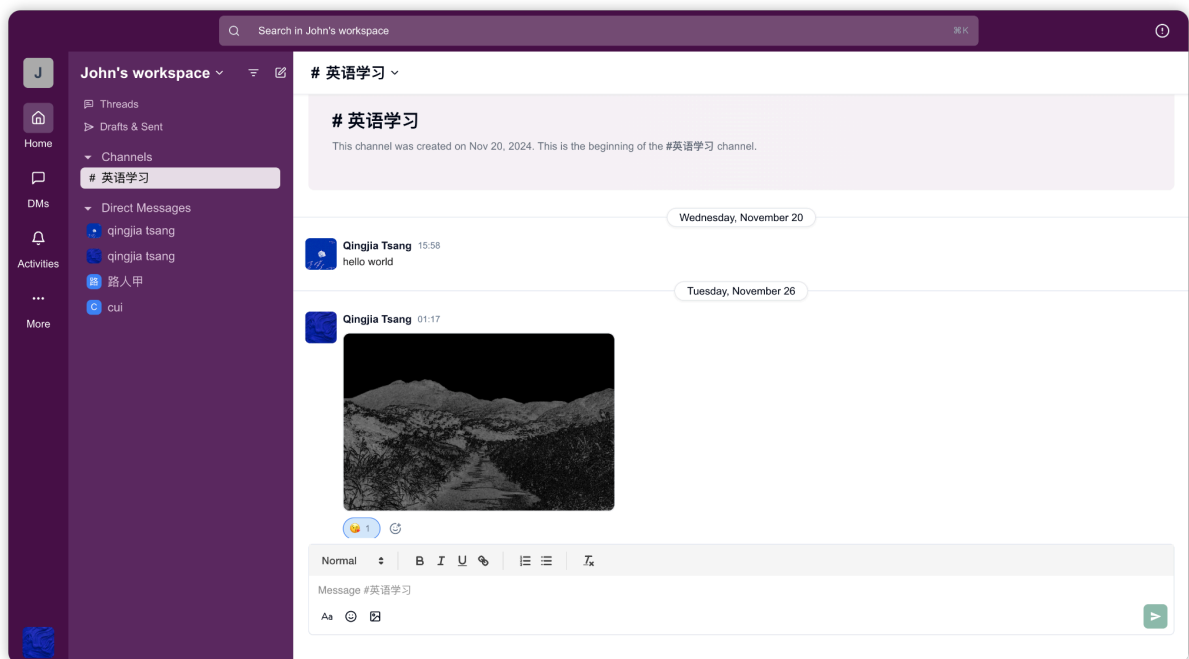 Search in John's workspace
⌘K
J
John's workspace
Home
DMs
Activities
More
Threads
Drafts & Sent
Channels
# 英语学习
Direct Messages
qingjia tsang
qingjia tsang
路 路人甲
C cui
# 英语学习
# 英语学习
This channel was created on Nov 20, 2024. This is the beginning of the #英语学习 channel.
Wednesday, November 20
Qingjia Tsang 15:58
hello world
Tuesday, November 26
Qingjia Tsang 01:17
1
Normal B I U Tx
Message #英语学习
Aa